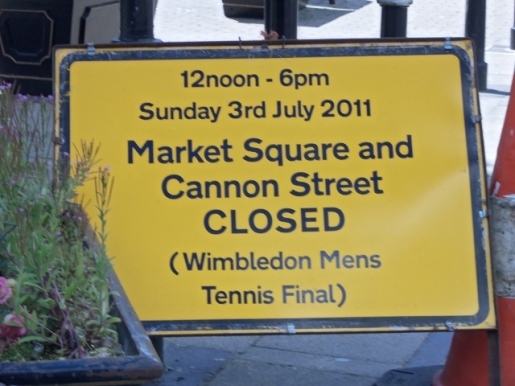 12noon - 6pm
Sunday 3rd July 2011
Market Square and
Cannon Street
CLOSED
(Wimbledon Mens
Tennis Final)